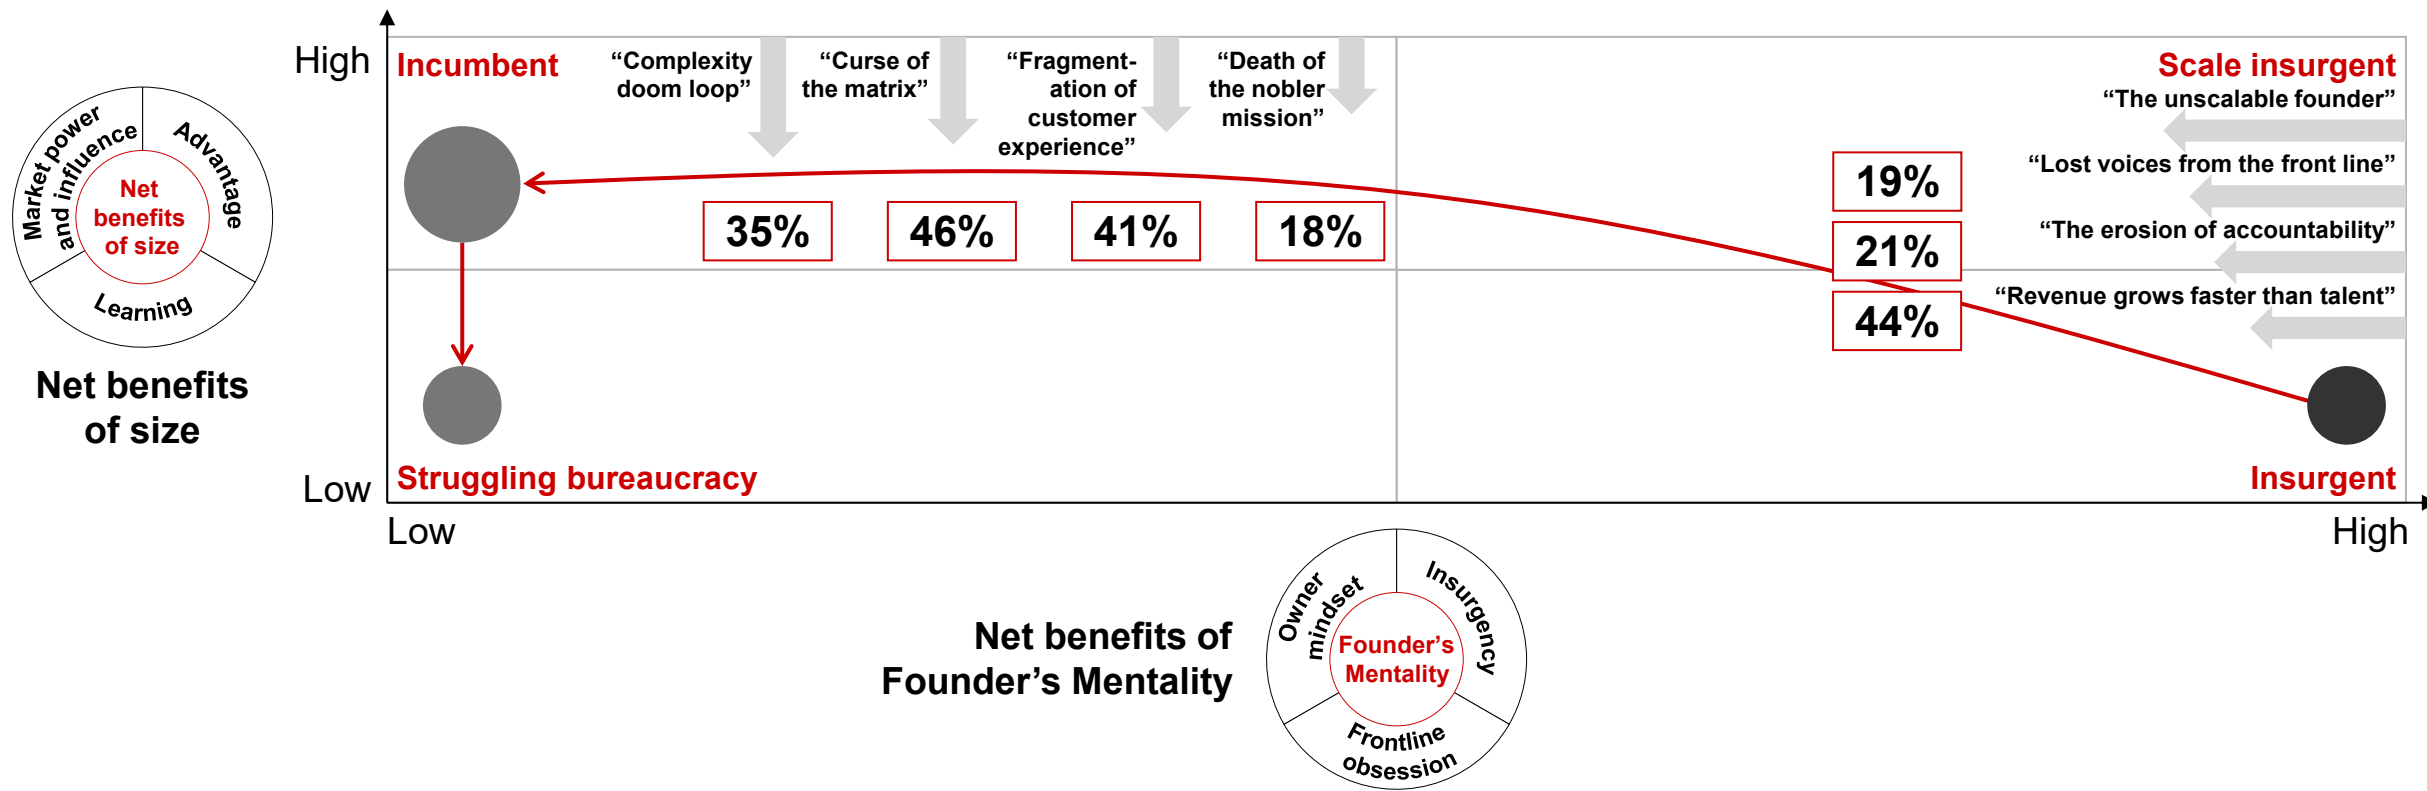 High
Incumbent
“Complexity
doom loop”
“Curse of
the matrix”
“Fragment-
ation of
customer
experience”
“Death of
the nobler
mission”
Scale insurgent
“The unscalable founder”
“Lost voices from the front line”
“The erosion of accountability”
“Revenue grows faster than talent”
35%
46%
41%
18%
19%
21%
44%
Market power
and influence
Advantage
Learning
Net
benefits
of size
Net benefits
of size
Low
Struggling bureaucracy
Insurgent
Low
High
Net benefits of
Founder’s Mentality
Owner
mindset
Insurgency
Founder’s
Mentality
Frontline
obsession